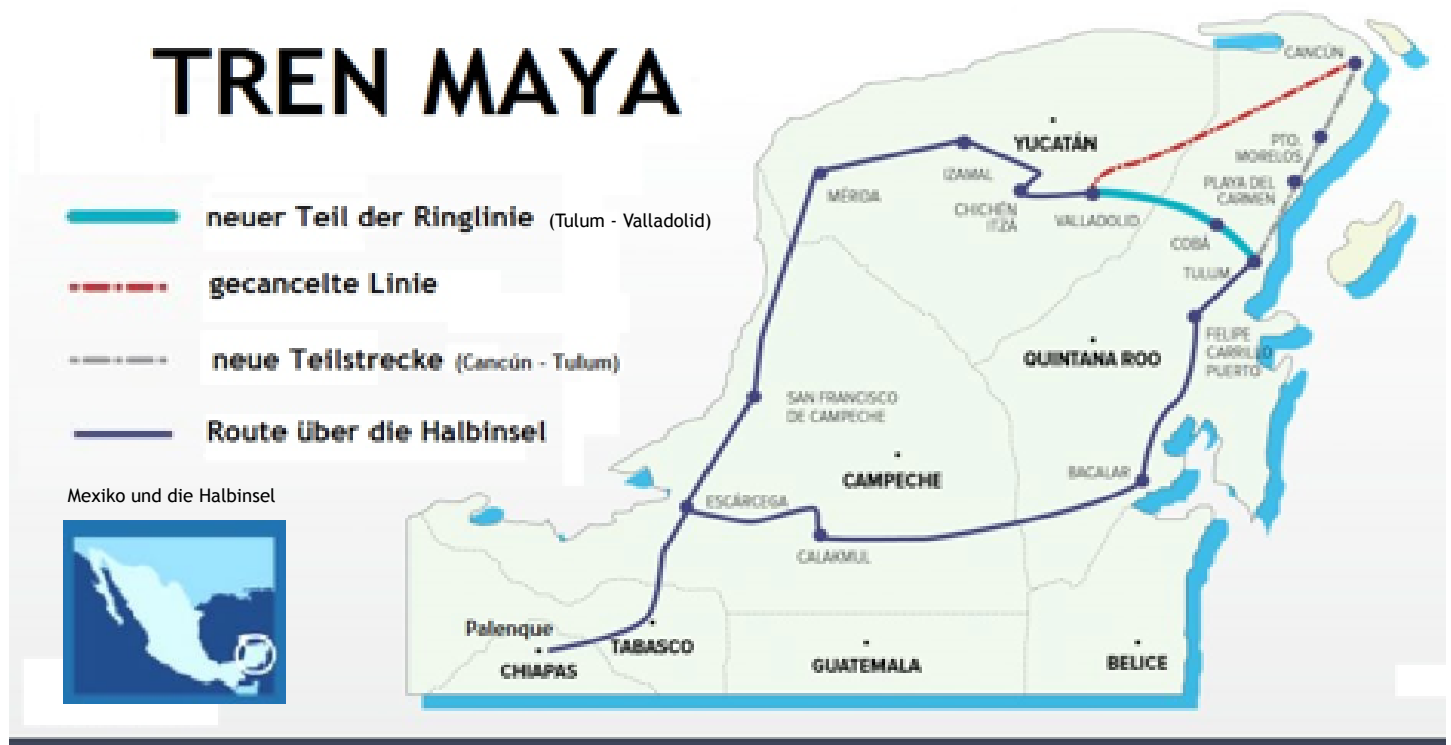 TREN MAYA
neuer Teil der Ringlinie (Tulum - Valladolid)
gecancelte Linie
neue Teilstrecke (Cancún - Tulum)
Route über die Halbinsel
Mexiko und die Halbinsel
CANCÚN
PTO.
MORELOS
PLAYA DEL
CARMEN
YUCATÁN
IZAMAL
MÉRIDA
CHICHÉN
ITZÁ
VALLADOLID
COBÁ
TULUM
FELIPE
CARRILLO
PUERTO
QUINTANA ROO
SAN FRANCISCO
DE CAMPECHE
CAMPECHE
BACALAR
ESCÁRCEGA
CALAKMUL
Palenque
TABASCO
CHIAPAS
GUATEMALA
BELICE